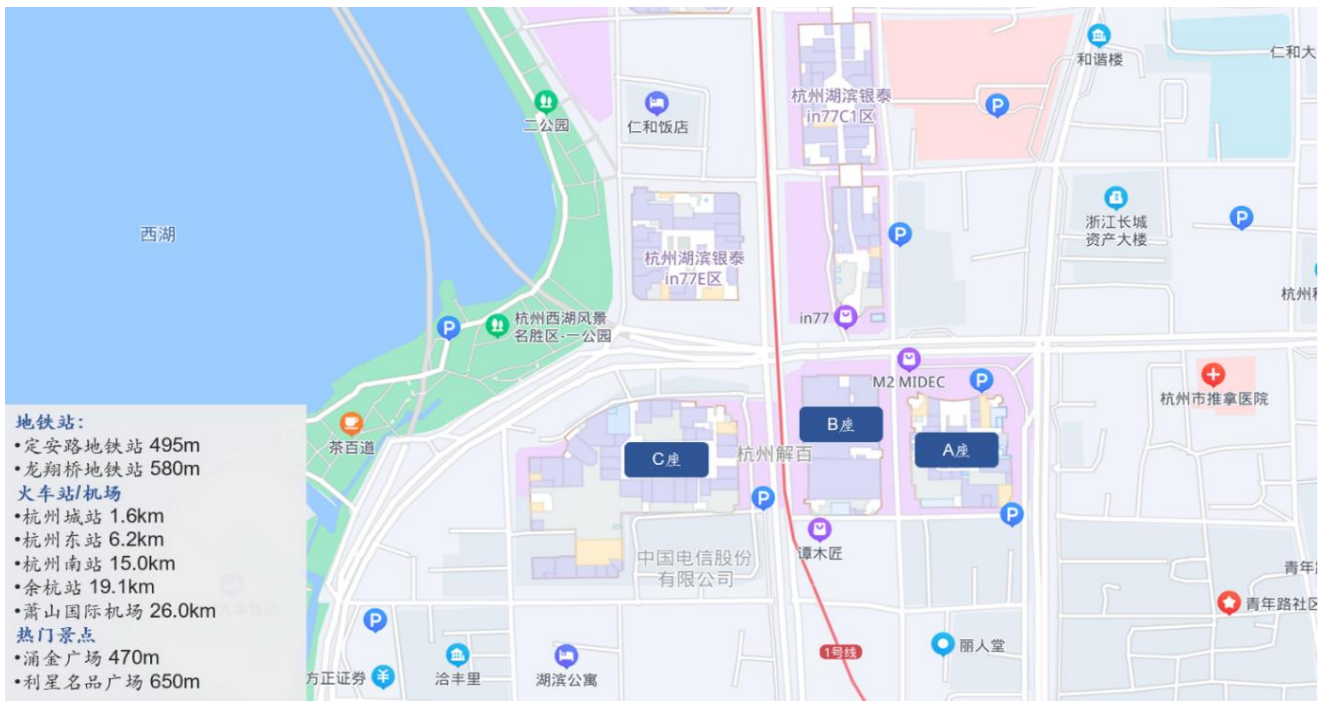 和谐楼
仁和大
杭州湖滨银泰
in77C1区
二公园
仁和饭店
浙江长城
资产大楼
西湖
杭州湖滨银泰
in77E区
in77
杭州西湖风景
名胜区-一公园
M2 MIDEC
杭州市推拿医院
B座
茶百道
C座
杭州解百
A座
谭木匠
中国电信股份
有限公司
青年路社区
1号线
丽人堂
方正证券
洽丰里
湖滨公寓
地铁站:
•定安路地铁站 495m
•龙翔桥地铁站 580m
火车站/机场
•杭州城站 1.6km
•杭州东站 6.2km
•杭州南站 15.0km
•余杭站 19.1km
•萧山国际机场 26.0km
热门景点
•涌金广场 470m
•利星名品广场 650m